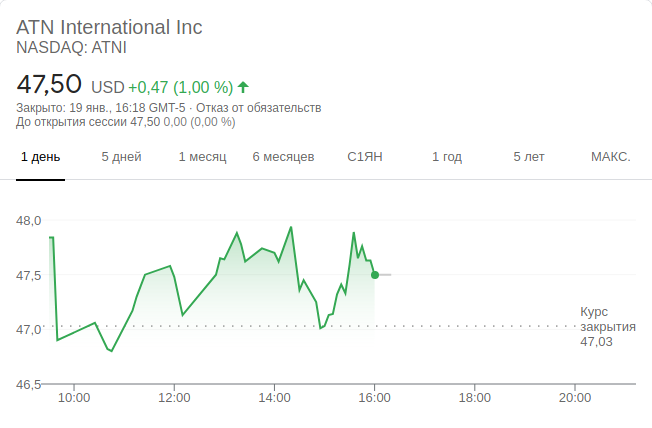 ATN International Inc
NASDAQ: ATNI
47,50 USD +0,47 (1,00 %)
Закрыто: 19 янв., 16:18 GMT-5 · Отказ от обязательств
До открытия сессии 47,50 0,00 (0,00 %)
1 день 5 дней 1 месяц 6 месяцев С1ЯН 1 год 5 лет МАКС.
48,0
47,5
47,0
Курс
закрытия
47,03
46,5
10:00 12:00 14:00 16:00 18:00 20:00